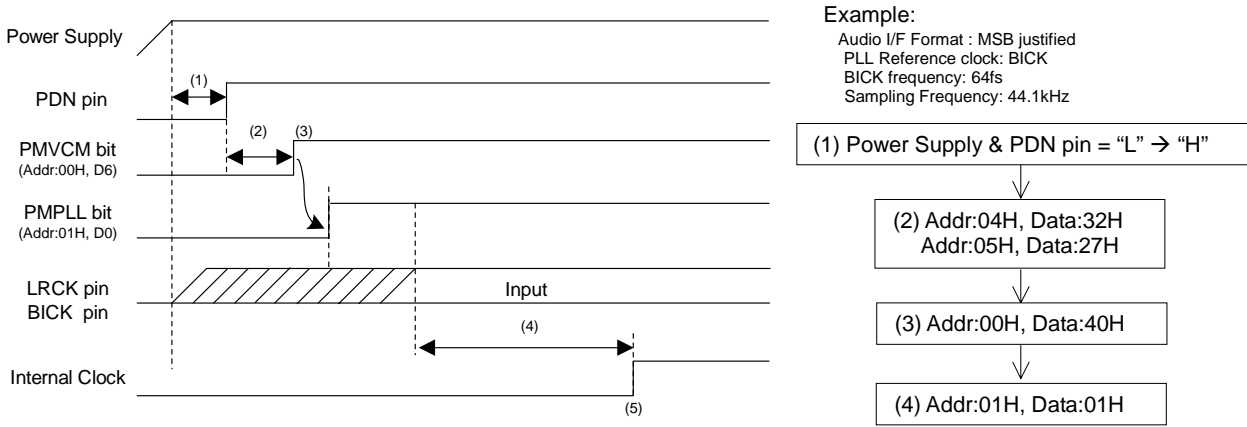 Power Supply
(1)
PDN pin
(2)
(3)
PMVCM bit
(Addr:00H, D6)
PMPLL bit
(Addr:01H, D0)
LRCK pin
BICK pin
Input
(4)
Internal Clock
(5)
Example:
Audio I/F Format : MSB justified
PLL Reference clock: BICK
BICK frequency: 64fs
Sampling Frequency: 44.1kHz
(1) Power Supply & PDN pin = “L” → “H”
(2) Addr:04H, Data:32H
Addr:05H, Data:27H
(3) Addr:00H, Data:40H
(4) Addr:01H, Data:01H